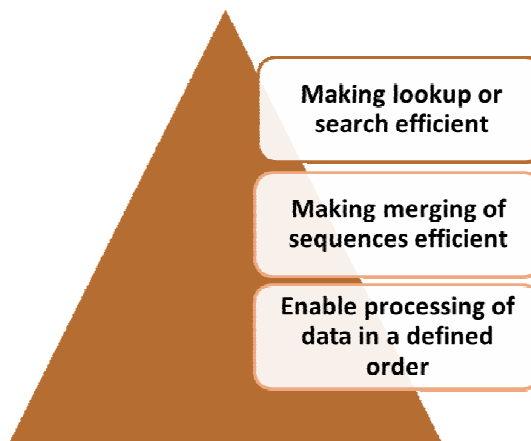 Making lookup or
search efficient
Making merging of
sequences efficient
Enable processing of
data in a defined
order